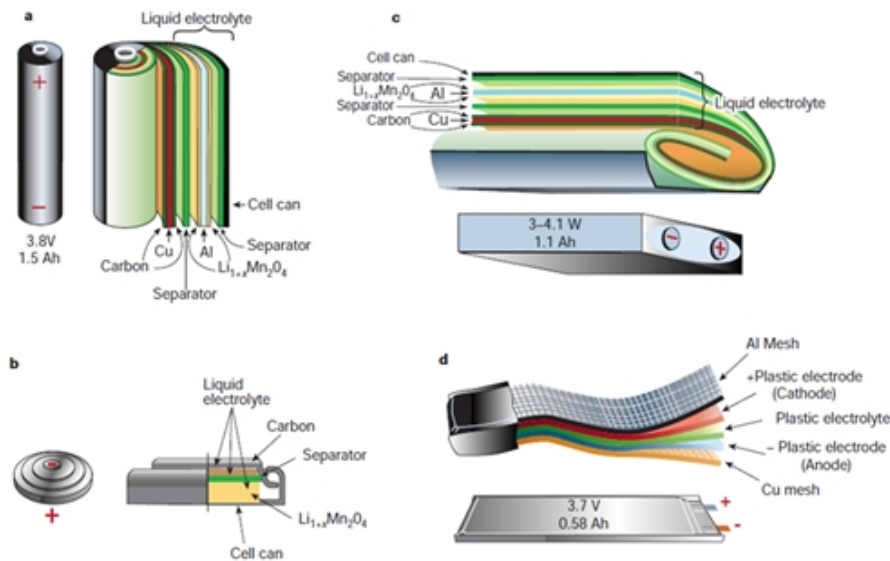 a
Liquid electrolyte
+
−
3.8V
1.5 Ah
Cell can
Cu
Al
Separator
Carbon
Li1+xMn2O4
Separator
c
Cell can
Separator
Li1+xMn2O4
Al
Separator
Carbon
Cu
Liquid electrolyte
3–4.1 W
1.1 Ah
−
+
b
Liquid
electrolyte
Carbon
Separator
+
+
Li1+xMn2O4
Cell can
d
Al Mesh
+Plastic electrode
(Cathode)
Plastic electrolyte
− Plastic electrode
(Anode)
Cu mesh
3.7 V
0.58 Ah
+
-